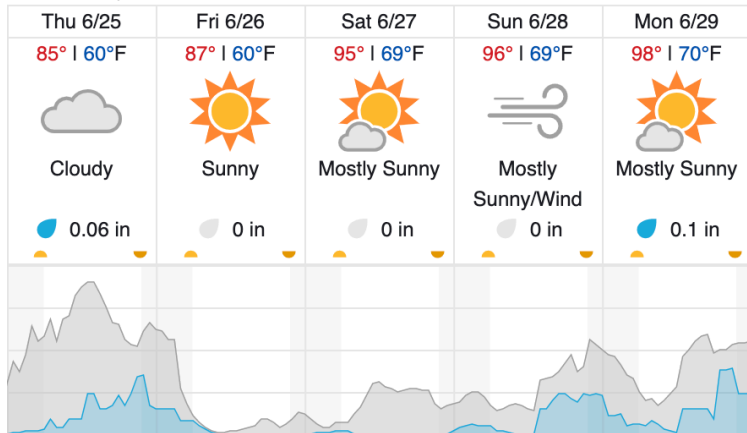 Thu 6/25
Fri 6/26
Sat 6/27
Sun 6/28
Mon 6/29
85° | 60°F
87° | 60°F
95° | 69°F
96° | 69°F
98° | 70°F
Cloudy
Sunny
Mostly Sunny
Mostly
Sunny/Wind
Mostly Sunny
0.06 in
0 in
0 in
0 in
0.1 in